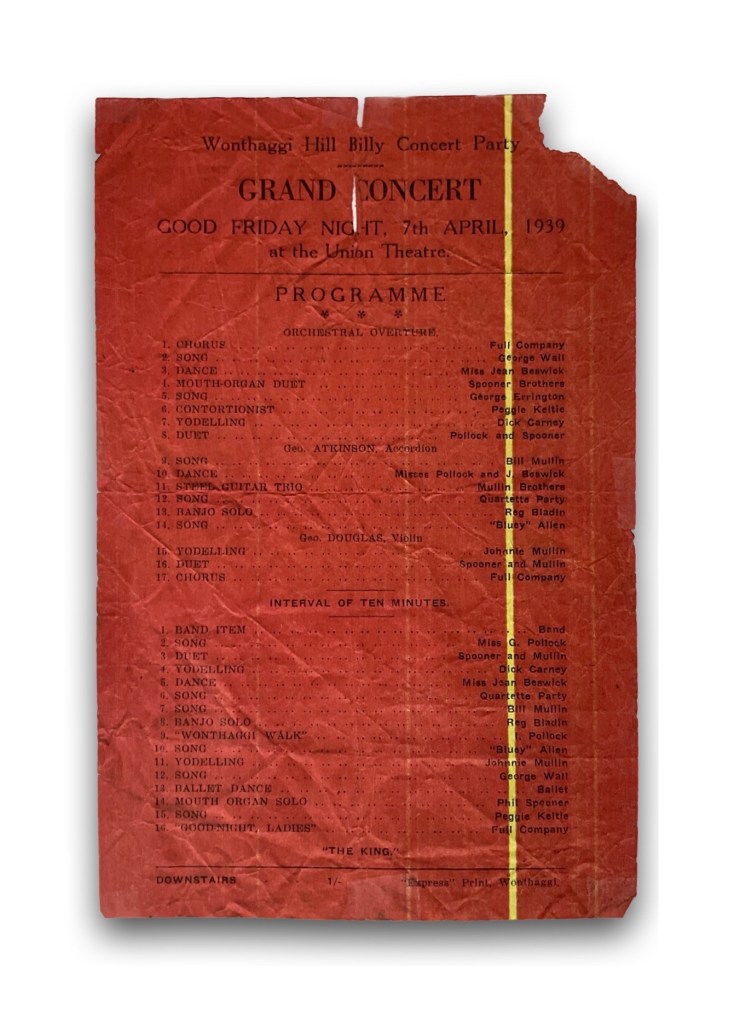 Wonthaggi Hill Billy Concert Party
GRAND CONCERT
GOOD FRIDAY NIGHT, 7th APRIL, 1939
at the Union Theatre.
PROGRAMME
* * *
ORCHESTRAL OVERTURE.
1. CHORUS .. Full Company
2. SONG .. George Wall
3. DANCE .. Miss Jean Beswick
4. MOUTH-ORGAN DUET .. Spooner Brothers
5. SONG .. George Errington
6. CONTORTIONIST .. Peggie Keltie
7. YODELLING .. Dick Carney
8. DUET .. Pollock and Spooner
Geo. ATKINSON, Accordion
9. SONG .. Bill Mullin
10. DANCE .. Misses Pollock and J. Beswick
11. STEEL GUITAR TRIO .. Mullin Brothers
12. SONG .. Quartette Party
13. BANJO SOLO .. Reg Bladin
14. SONG .. "Bluey" Allen
Geo. DOUGLAS, Violin
15. YODELLING .. Johnnie Mullin
16. DUET .. Spooner and Mullin
17. CHORUS .. Full Company
INTERVAL OF TEN MINUTES.
1. BAND ITEM .. Band
2. SONG .. Miss G. Pollock
3. DUET .. Spooner and Mullin
4. YODELLING .. Dick Carney
5. DANCE .. Miss Jean Beswick
6. SONG .. Quartette Party
7. SONG .. Bill Mullin
8. BANJO SOLO .. Reg Bladin
9. "WONTHAGGI WALK" .. Pollock
10. SONG .. "Bluey" Allen
11. YODELLING .. Johnnie Mullin
12. SONG .. George Wall
13. BALLET DANCE .. Ballet
14. MOUTH ORGAN SOLO .. Phil Spooner
15. SONG .. Peggie Keltie
16. "GOOD-NIGHT, LADIES" .. Full Company
"THE KING."
DOWNSTAIRS - - 1/- "Express" Print, Wonthaggi.